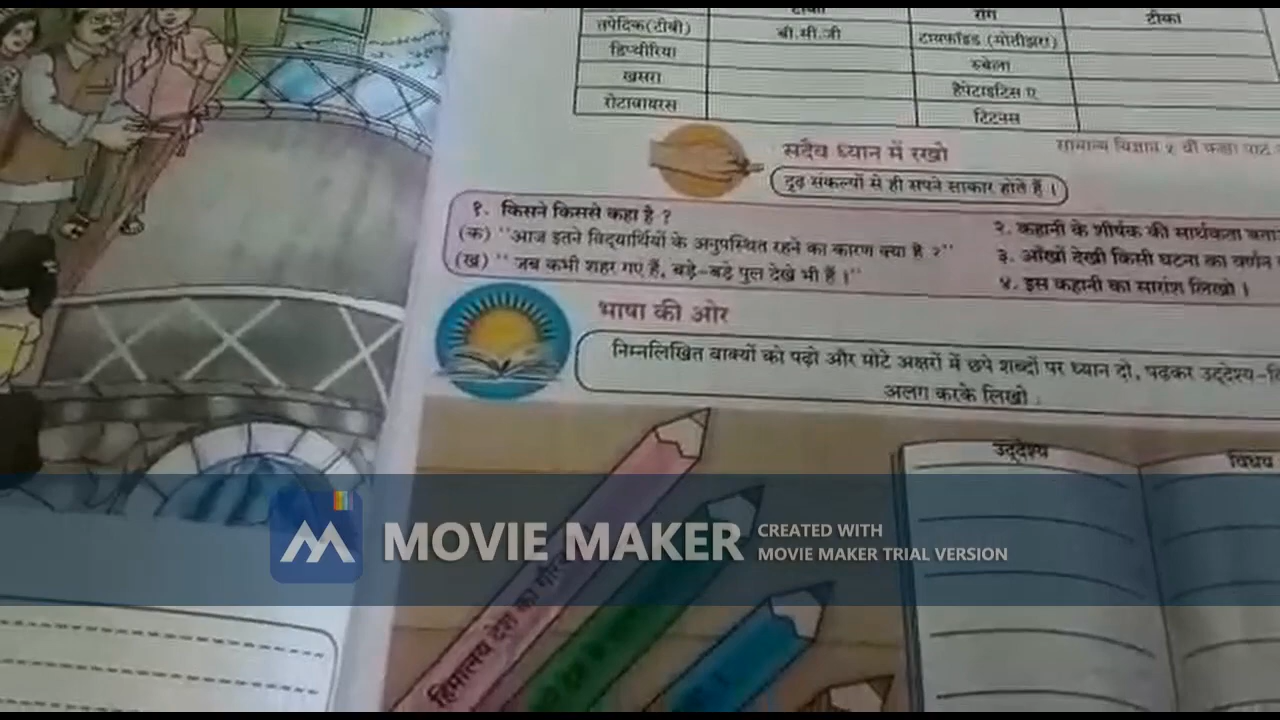 टीका रोग टीका
तपेदिक(टीबी) बी.सी.जी टायफॉइड (मोतीझरा)
डिप्थीरिया रुबेला
खसरा हैपेटाइटिस ए
रोटावायरस टिटनस
सदैव ध्यान में रखो
दृढ़ संकल्पों से ही सपने साकार होते हैं ।
१. किसने किससे कहा है ?
(क) "आज इतने विद्यार्थियों के अनुपस्थित रहने का कारण क्या है ?"
(ख) " जब कभी शहर गए हैं, बड़े-बड़े पुल देखे भी हैं ।"
२. कहानी के शीर्षक की सार्थकता
३. आँखों देखी किसी घटना का वर्णन
४. इस कहानी का सारांश लिखो ।
भाषा की ओर
निम्नलिखित वाक्यों को पढ़ो और मोटे अक्षरों में छपे शब्दों पर ध्यान दो, पढ़कर उद्देश्य-
अलग करके लिखो
उद्देश्य विधेय
हिमालय देश का
MOVIE MAKER
CREATED WITH
MOVIE MAKER TRIAL VERSION